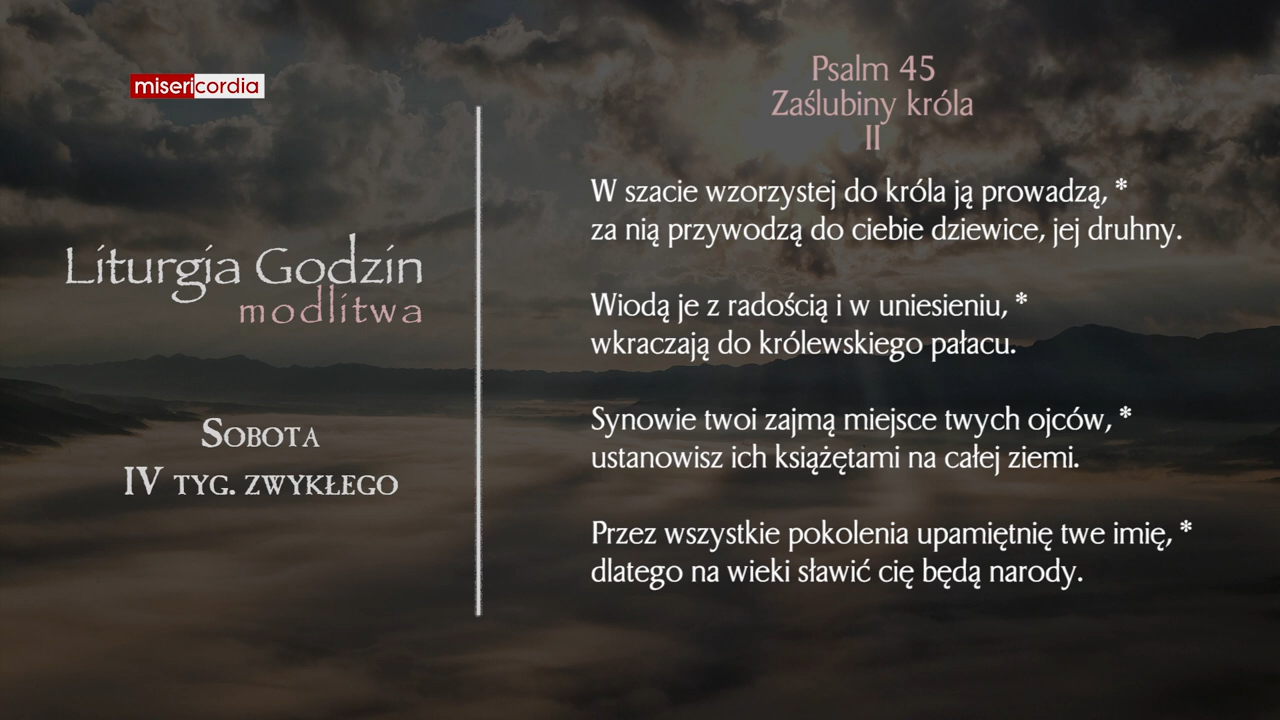 misericordia
Liturgia Godzin
modlitwa
Sobota
IV tyg. zwykłego
Psalm 45
Zaślubiny króla
II
W szacie wzorzystej do króla ją prowadzą, *
za nią przywodzą do ciebie dziewice, jej druhny.
Wiodą je z radością i w uniesieniu, *
wkraczają do królewskiego pałacu.
Synowie twoi zajmą miejsce twych ojców, *
ustanowisz ich książętami na całej ziemi.
Przez wszystkie pokolenia upamiętnię twe imię, *
dlatego na wieki sławić cię będą narody.